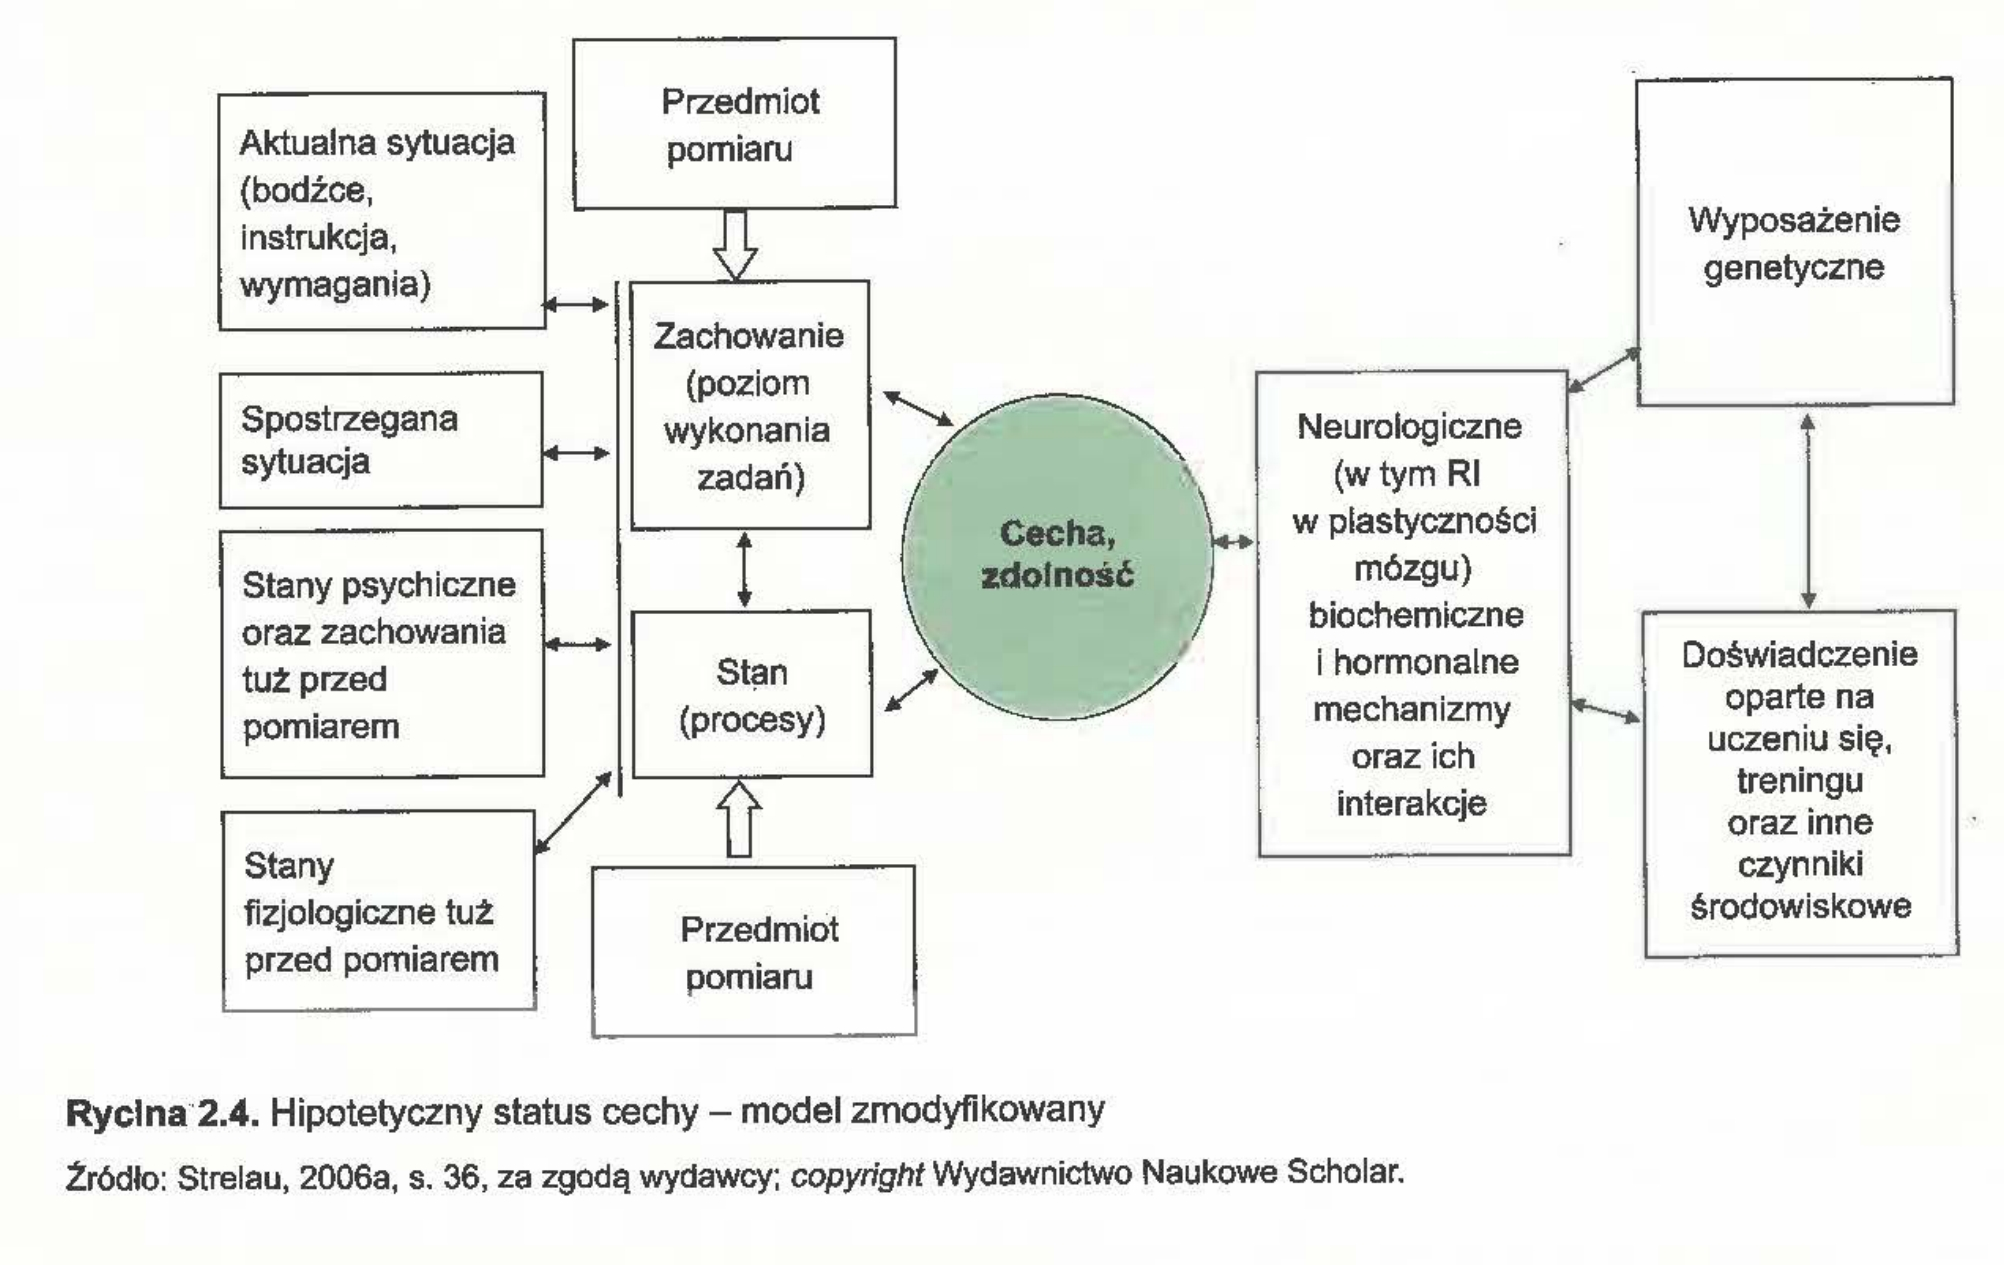 Przedmiot
pomiaru
Aktualna sytuacja
(bodźce,
instrukcja,
wymagania)
Spostrzegana
sytuacja
Stany psychiczne
oraz zachowania
tuż przed
pomiarem
Stany
fizjologiczne tuż
przed pomiarem
Zachowanie
(poziom
wykonania
zadań)
Stan
(procesy)
Przedmiot
pomiaru
Cecha,
zdolność
Neurologiczne
(w tym RI
w plastyczności
mózgu)
biochemiczne
i hormonalne
mechanizmy
oraz ich
interakcje
Wyposażenie
genetyczne
Doświadczenie
oparte na
uczeniu się,
treningu
oraz inne
czynniki
środowiskowe
Rycina 2.4. Hipotetyczny status cechy – model zmodyfikowany
Źródło: Strelau, 2006a, s. 36, za zgodą wydawcy; copyright Wydawnictwo Naukowe Scholar.